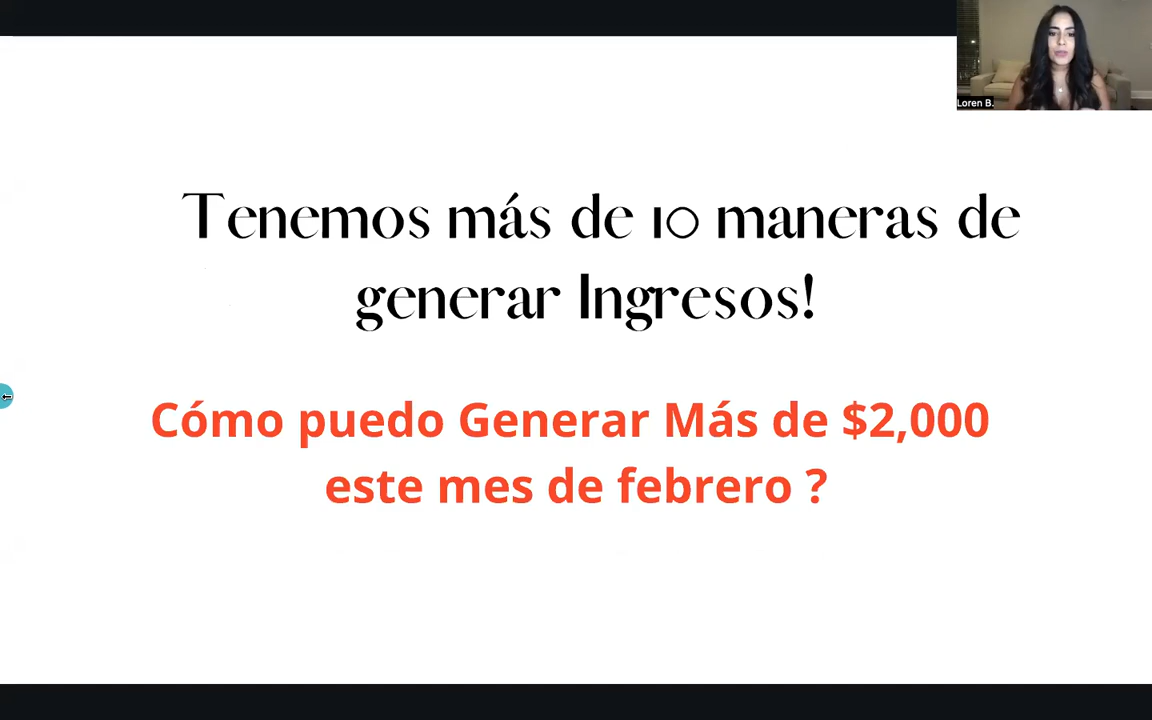 Loren B.
Tenemos más de 10 maneras de
generar Ingresos!
Cómo puedo Generar Más de $2,000
este mes de febrero ?